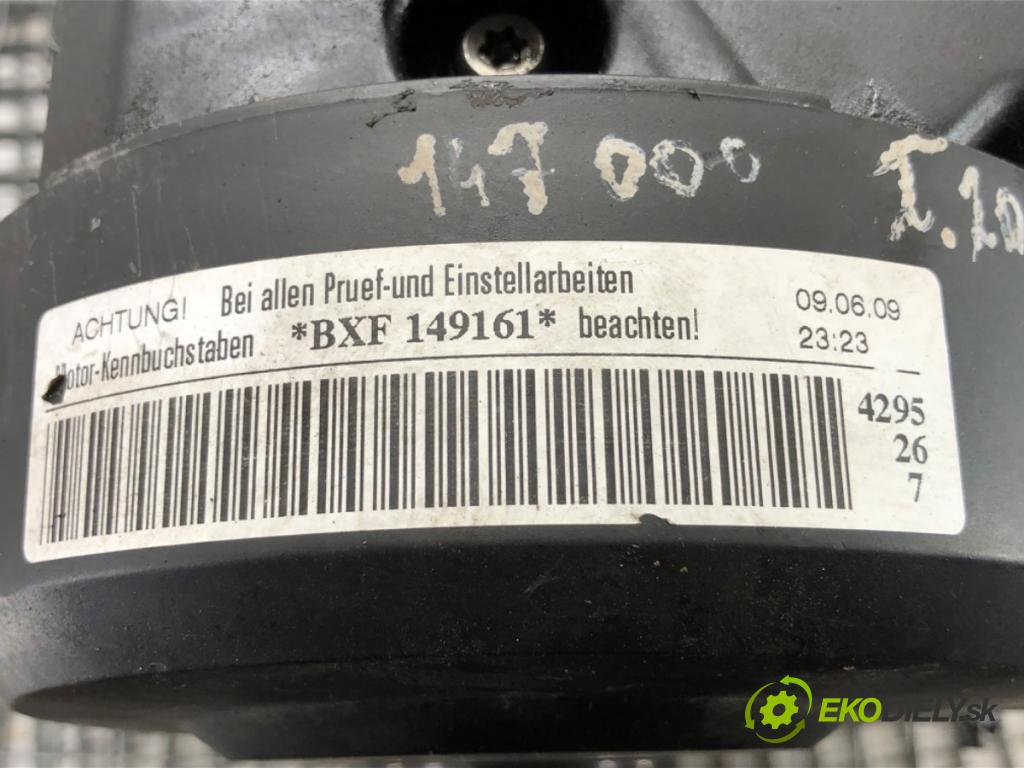 147 000 I.20
ACHTUNG! Bei allen Pruef-und Einstellarbeiten
Motor-Kennbuchstaben *BXF 149161* beachten!
09.06.09
23:23
4295
26
7
EKODIELY.sk